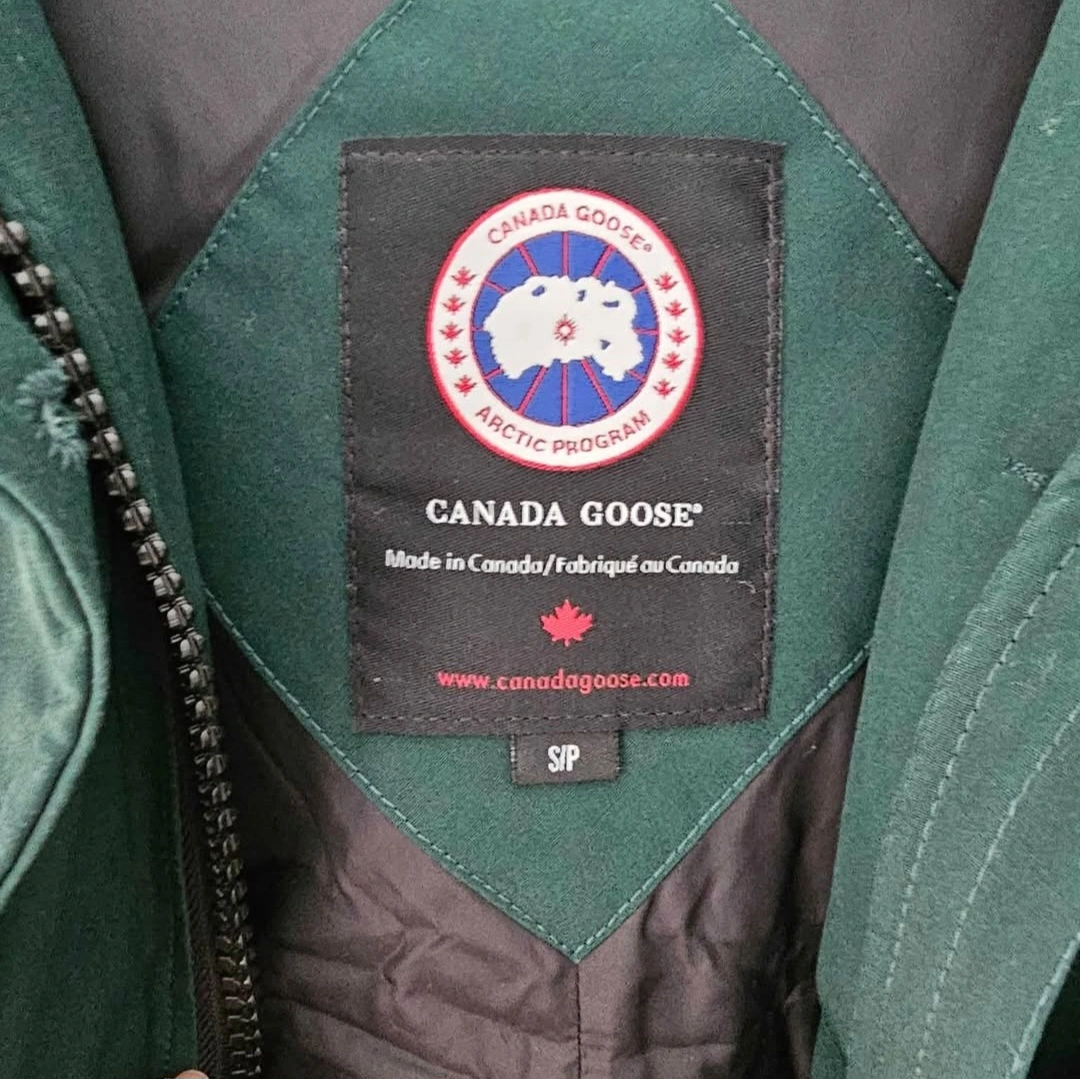 CANADA GOOSE®
ARCTIC PROGRAM
CANADA GOOSE®
Made in Canada/Fabriqué au Canada
www.canadagoose.com
S/P